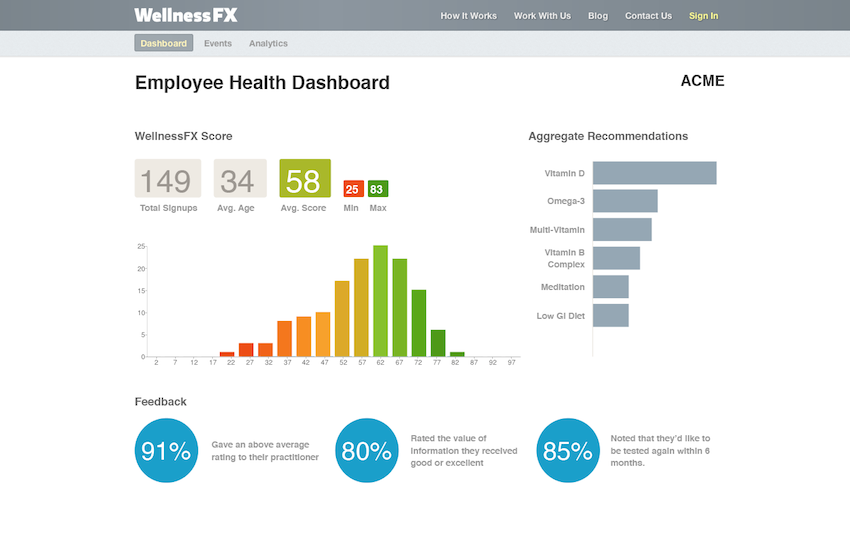 WellnessFX
How It Works Work With Us Blog Contact Us Sign In
Dashboard Events Analytics
Employee Health Dashboard
ACME
WellnessFX Score
149 34 58 25 83
Total Signups Avg. Age Avg. Score Min Max
25
20
15
10
5
0
2 7 12 17 22 27 32 37 42 47 52 57 62 67 72 77 82 87 92 97
Aggregate Recommendations
Vitamin D
Omega-3
Multi-Vitamin
Vitamin B
Complex
Meditation
Low GI Diet
Feedback
91%
Gave an above average
rating to their practitioner
80%
Rated the value of
information they received
good or excellent
85%
Noted that they'd like to
be tested again within 6
months.